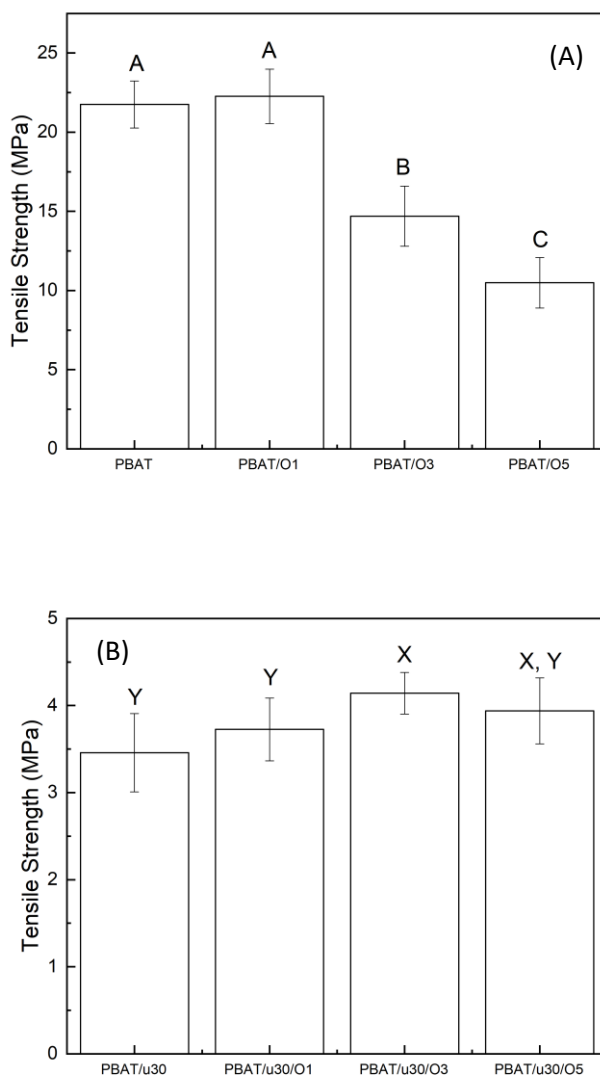 (A)
Tensile Strength (MPa)
25
20
15
10
5
0
A
A
B
C
PBAT
PBAT/O1
PBAT/O3
PBAT/O5
(B)
Tensile Strength (MPa)
5
4
3
2
1
0
Y
Y
X
X, Y
PBAT/u30
PBAT/u30/O1
PBAT/u30/O3
PBAT/u30/O5